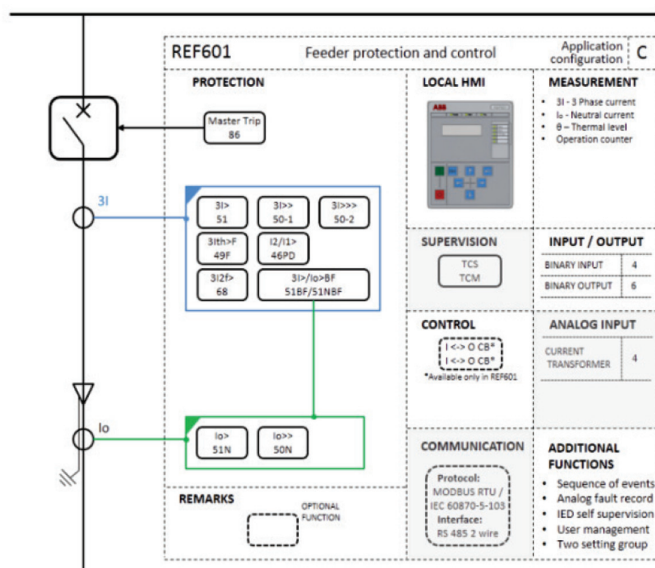 REF601
Feeder protection and control
Application
configuration
C
PROTECTION
Master Trip
86
3I
3I>
51
3I>>
50-1
3I>>>
50-2
3Ith>F
49F
I2/I1>
46PD
3I2f>
68
3I>/Io>BF
51BF/51NBF
Io
Io>
51N
Io>>
50N
REMARKS
OPTIONAL
FUNCTION
LOCAL HMI
ABB
SUPERVISION
TCS
TCM
CONTROL
I <-> O CB*
I <-> O CB*
*Available only in REF601
COMMUNICATION
Protocol:
MODBUS RTU /
IEC 60870-5-103
Interface:
RS 485 2 wire
MEASUREMENT
• 3I - 3 Phase current
• Io - Neutral current
• θ – Thermal level
• Operation counter
INPUT / OUTPUT
BINARY INPUT 4
BINARY OUTPUT 6
ANALOG INPUT
CURRENT
TRANSFORMER 4
ADDITIONAL
FUNCTIONS
• Sequence of events
• Analog fault record
• IED self supervision
• User management
• Two setting group